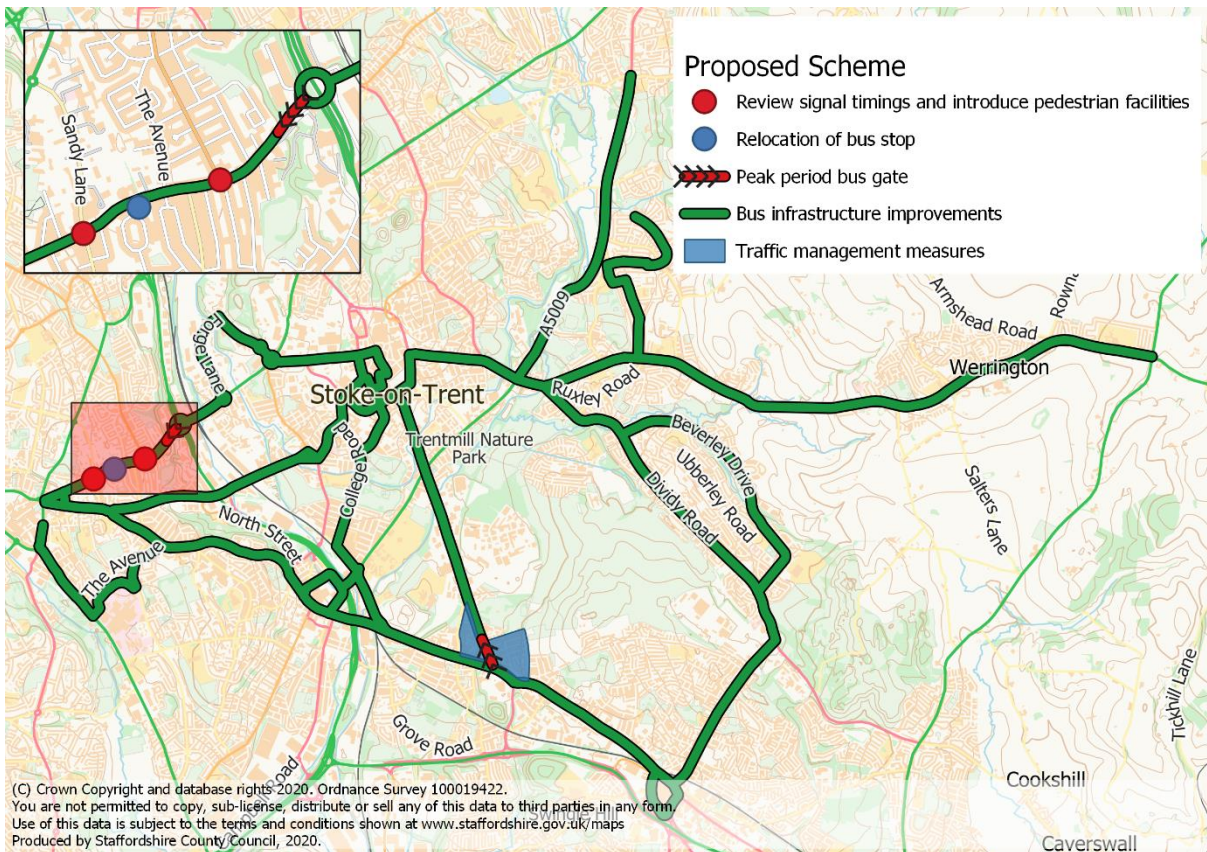 Sandy Lane
The Avenue
Proposed Scheme
Review signal timings and introduce pedestrian facilities
Relocation of bus stop
Peak period bus gate
Bus infrastructure improvements
Traffic management measures
Forge Lane
A5009
Armshead Road
Werrington
Stoke-on-Trent
Ruxley Road
Trentmill Nature
Park
College Road
Beverley Drive
Ubberley Road
Dividy Road
Salters Lane
North Street
The Avenue
Grove Road
Tickhill Lane
Cookshill
Caverswall
Swingle Hill
(C) Crown Copyright and database rights 2020. Ordnance Survey 100019422.
You are not permitted to copy, sub-license, distribute or sell any of this data to third parties in any form.
Use of this data is subject to the terms and conditions shown at www.staffordshire.gov.uk/maps
Produced by Staffordshire County Council, 2020.